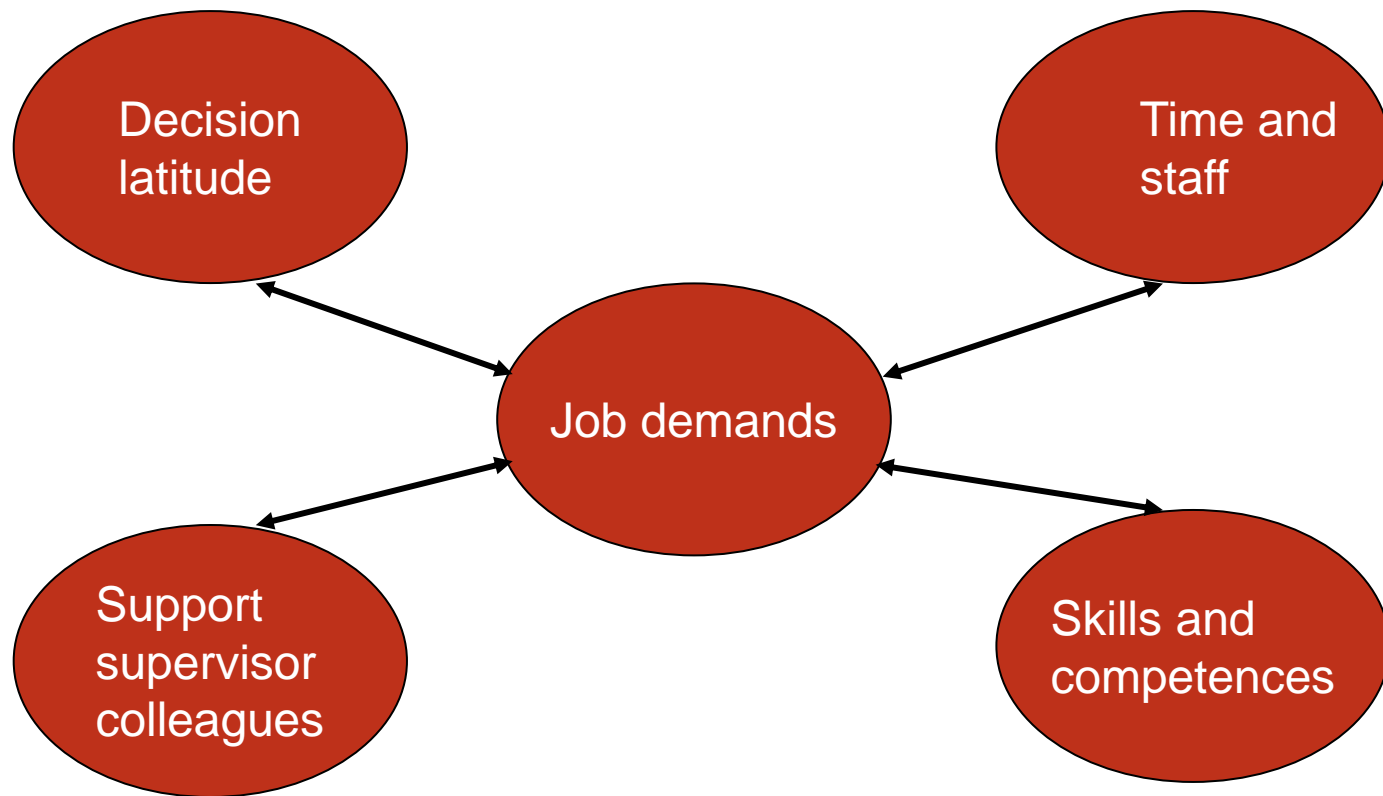 Decision
latitude
Time and
staff
Job demands
Support
supervisor
colleagues
Skills and
competences